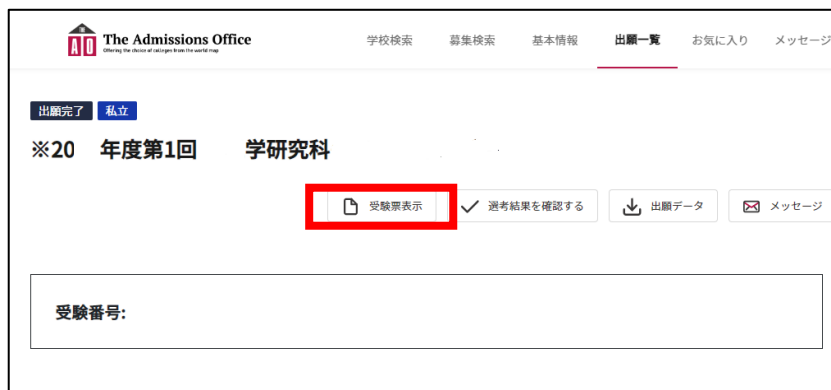 The Admissions Office
Offering the choice of colleges from the world map
学校検索 募集検索 基本情報 出願一覧 お気に入り メッセージ
出願完了 私立
※20 年度第1回 学研究科
受験票表示 選考結果を確認する 出願データ メッセージ
受験番号: